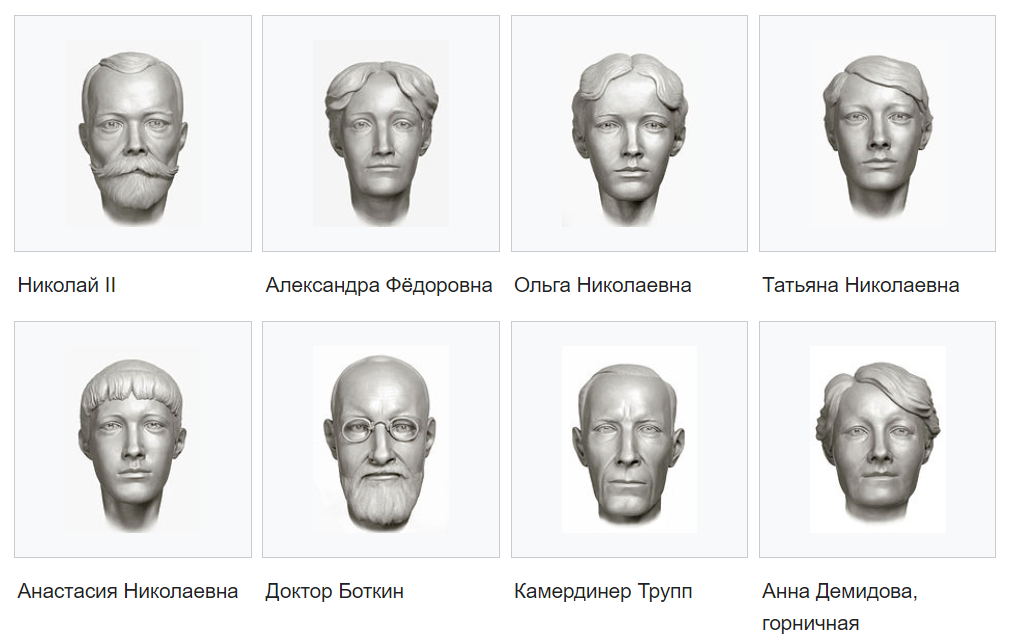 Николай II
Александра Фёдоровна
Ольга Николаевна
Татьяна Николаевна
Анастасия Николаевна
Доктор Боткин
Камердинер Трупп
Анна Демидова,
горничная